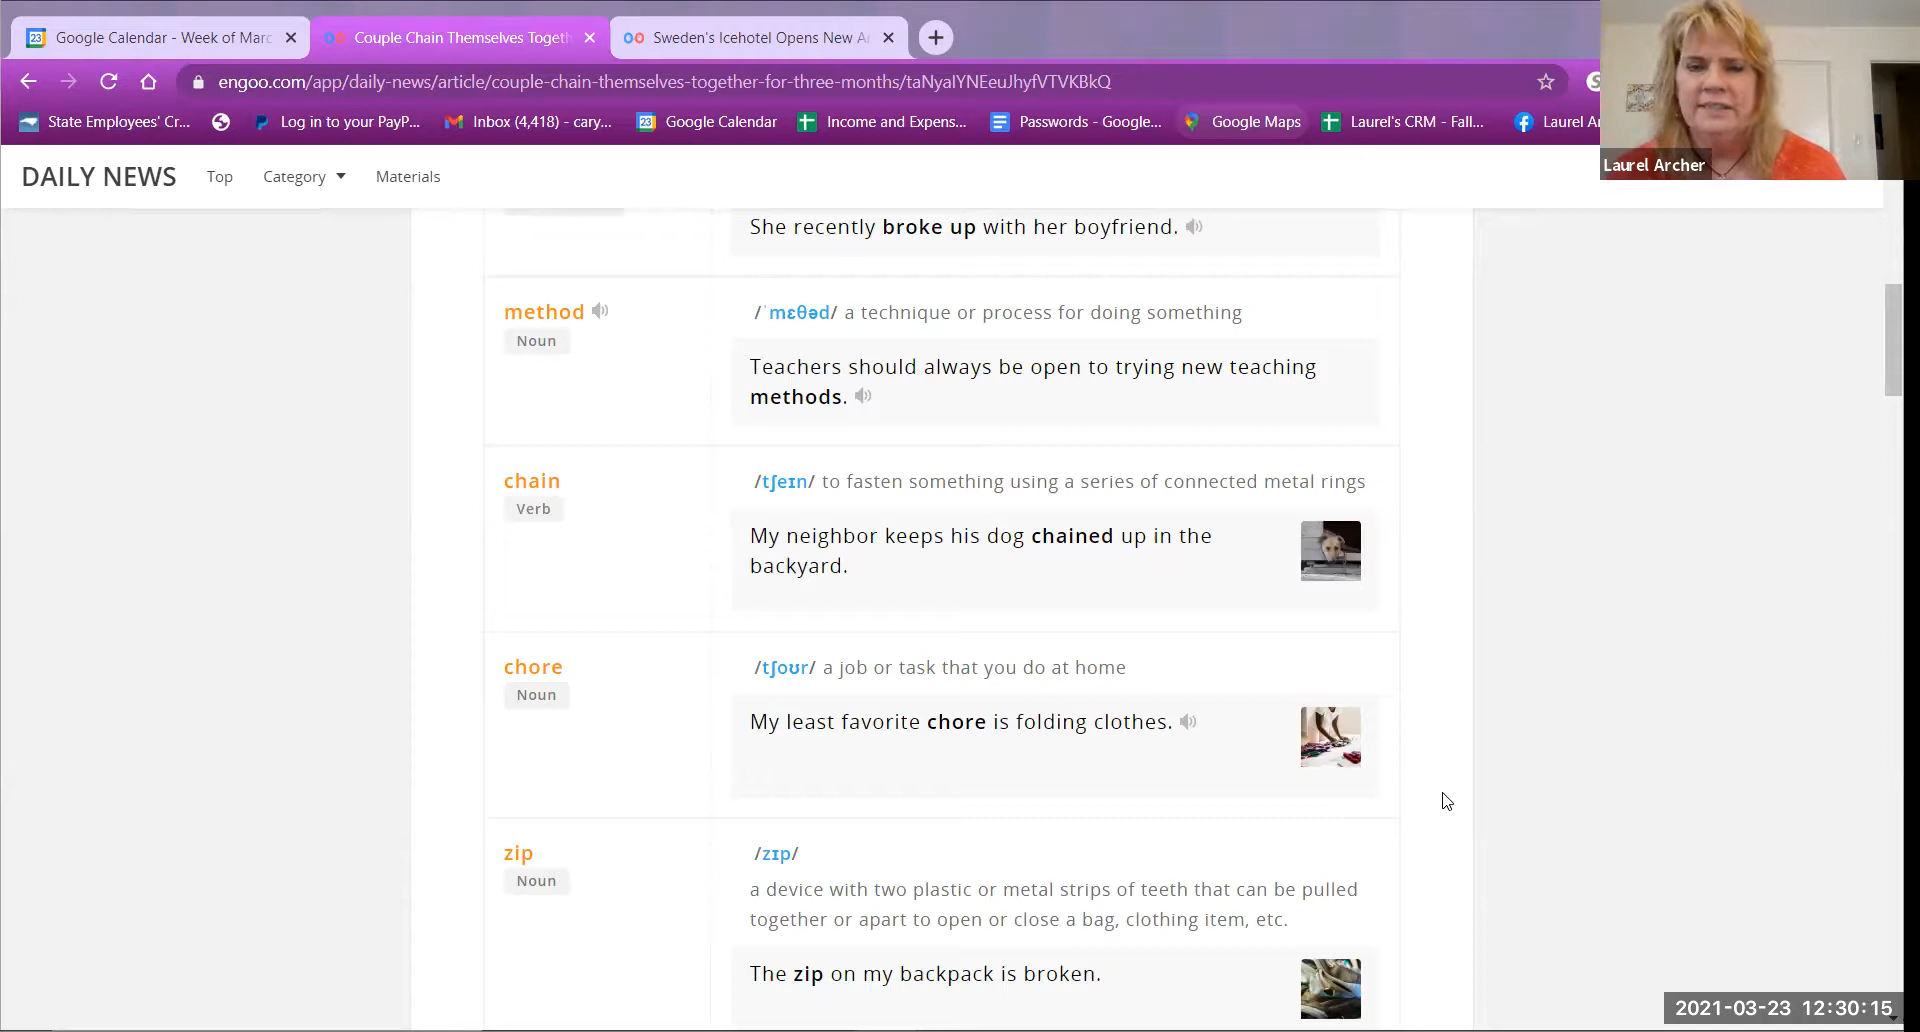 Google Calendar - Week of Marc
Couple Chain Themselves Togeth
Sweden's Icehotel Opens New A
engoo.com/app/daily-news/article/couple-chain-themselves-together-for-three-months/taNyaIYNEeuJhyfVTVKBkQ
State Employees' Cr...
Log in to your PayP...
Inbox (4,418) - cary...
Google Calendar
Income and Expens...
Passwords - Google...
Google Maps
Laurel's CRM - Fall...
Laurel Ar
Laurel Archer
DAILY NEWS
Top
Category
Materials
She recently broke up with her boyfriend.
method
Noun
/ˈmɛθəd/ a technique or process for doing something
Teachers should always be open to trying new teaching
methods.
chain
Verb
/tʃeɪn/ to fasten something using a series of connected metal rings
My neighbor keeps his dog chained up in the
backyard.
chore
Noun
/tʃoʊr/ a job or task that you do at home
My least favorite chore is folding clothes.
zip
Noun
/zɪp/
a device with two plastic or metal strips of teeth that can be pulled
together or apart to open or close a bag, clothing item, etc.
The zip on my backpack is broken.
2021-03-23 12:30:15